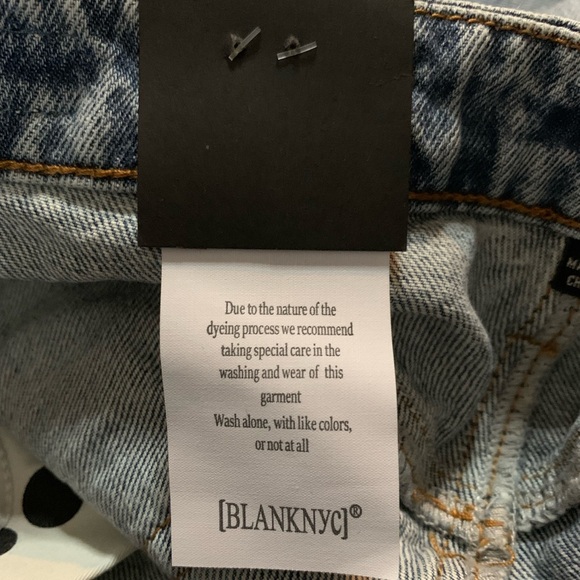 Due to the nature of the
dyeing process we recommend
taking special care in the
washing and wear of this
garment
Wash alone, with like colors,
or not at all
[BLANKNYC]®